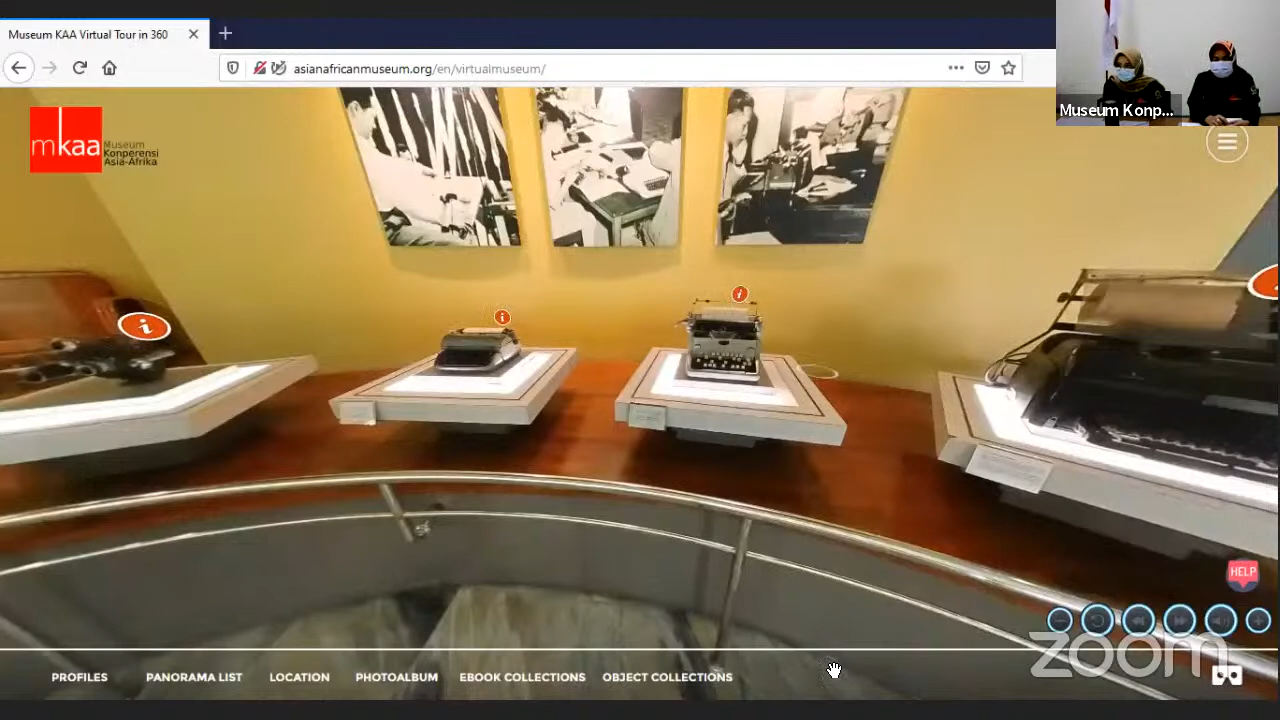 Museum KAA Virtual Tour in 360
asianafricanmuseum.org/en/virtualmuseum/
Museum Konp...
mkaa
Museum
Konperensi
Asia-Afrika
i
i
i
HELP
zoom
PROFILES
PANORAMA LIST
LOCATION
PHOTOALBUM
EBOOK COLLECTIONS
OBJECT COLLECTIONS